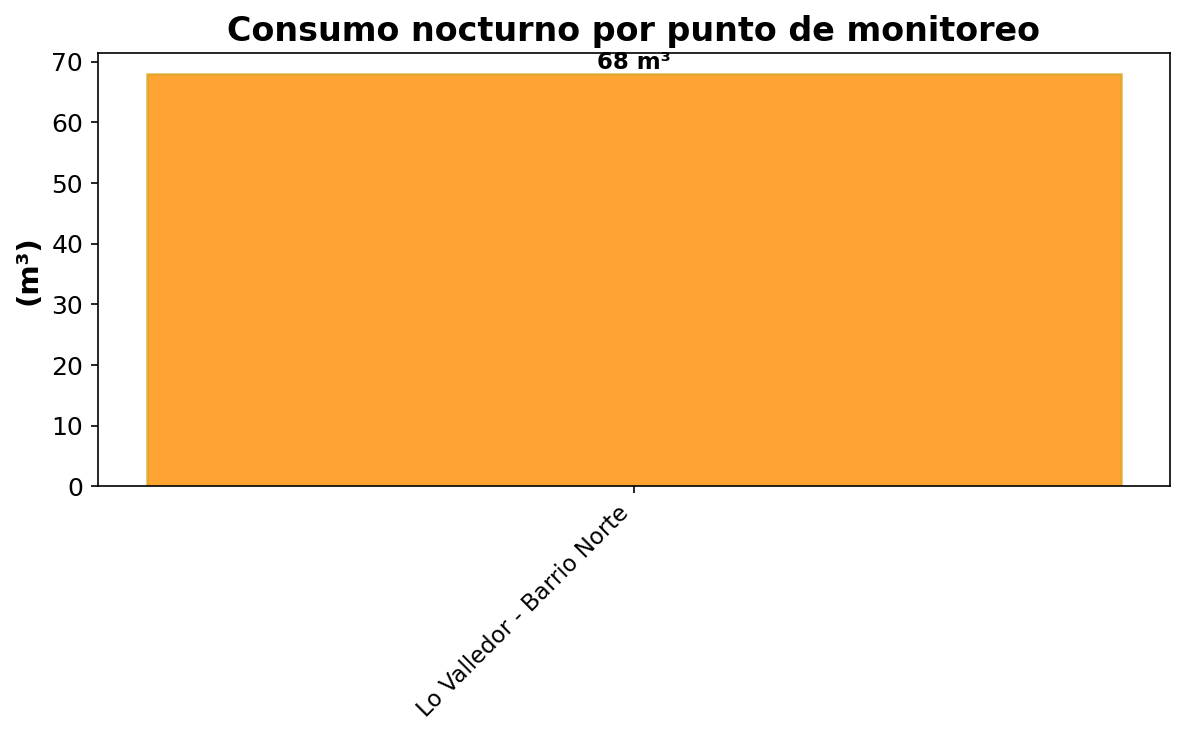 Consumo nocturno por punto de monitoreo
68 m³
70
60
50
40
30
20
10
0
(m³)
Lo Valledor - Barrio Norte